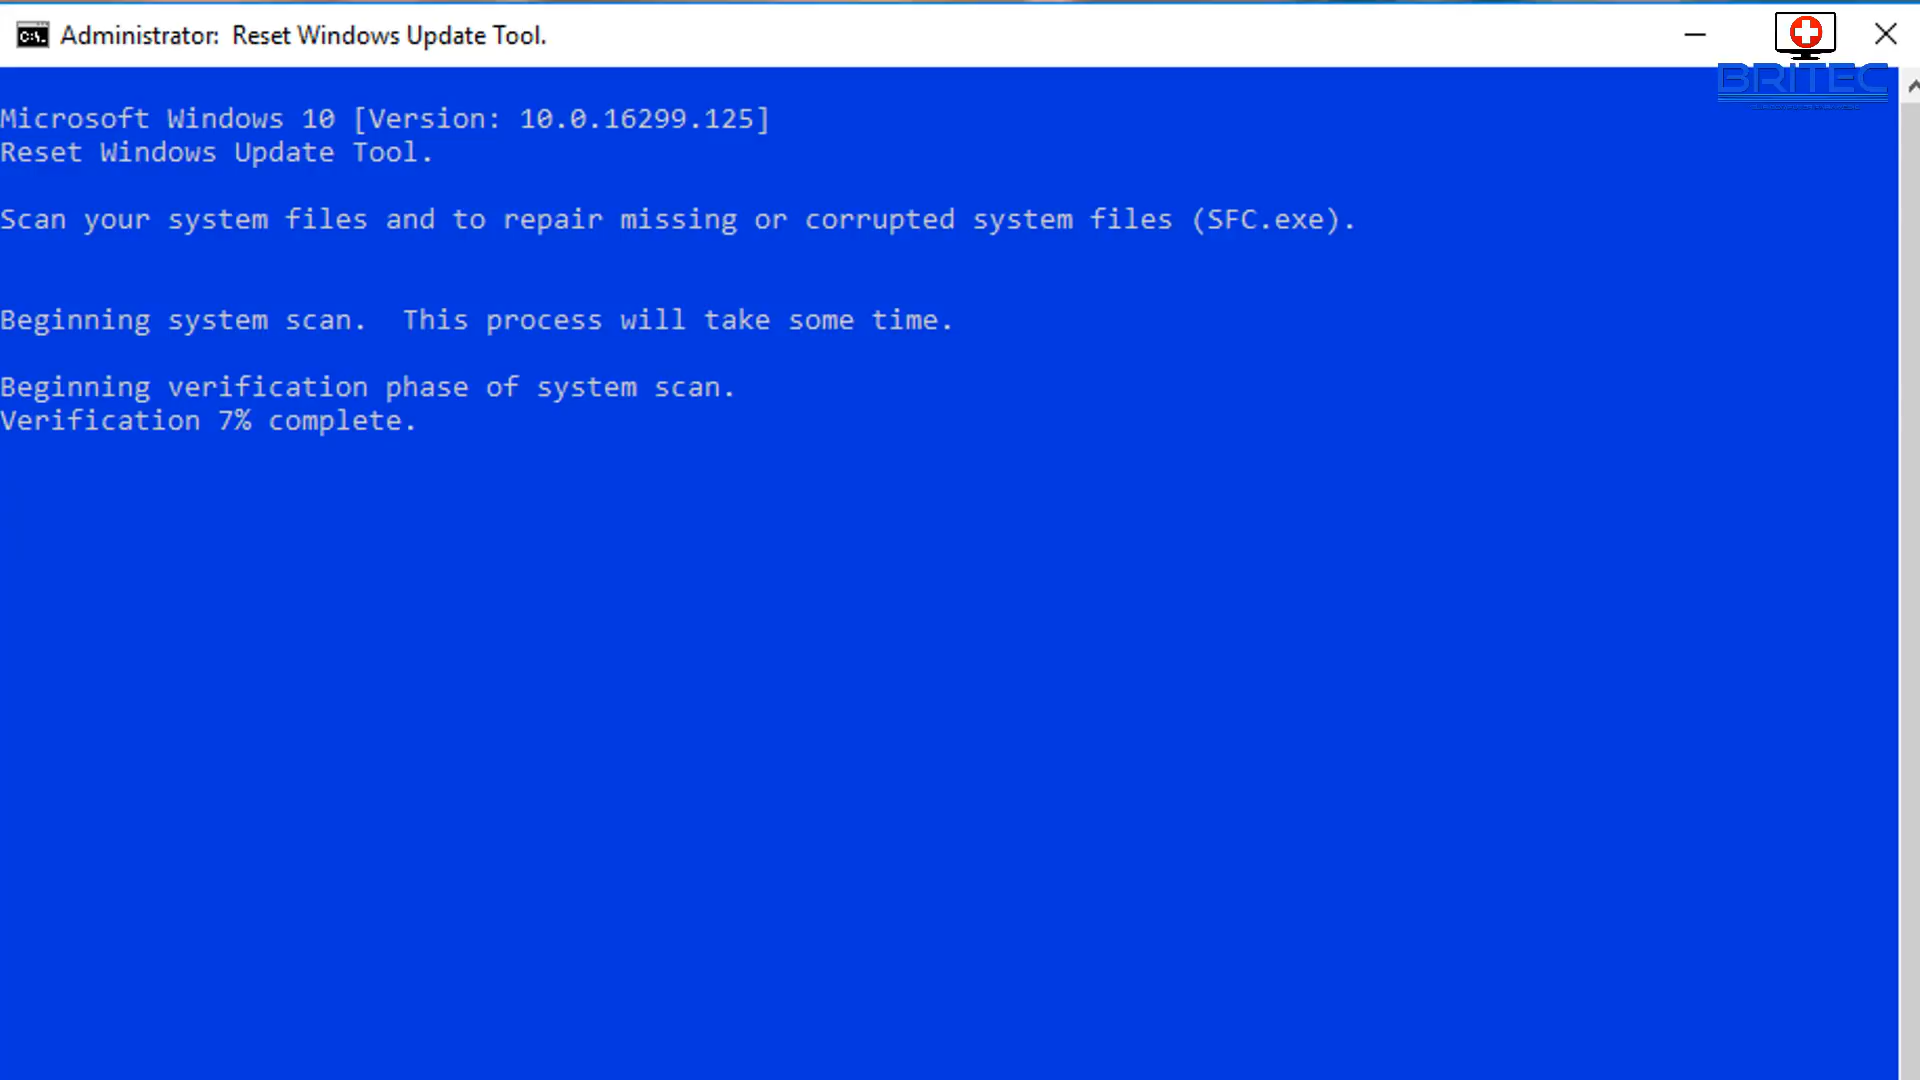 Administrator: Reset Windows Update Tool.
BRITEC
Microsoft Windows 10 [Version: 10.0.16299.125]
Reset Windows Update Tool.
Scan your system files and to repair missing or corrupted system files (SFC.exe).
Beginning system scan.  This process will take some time.
Beginning verification phase of system scan.
Verification 7% complete.